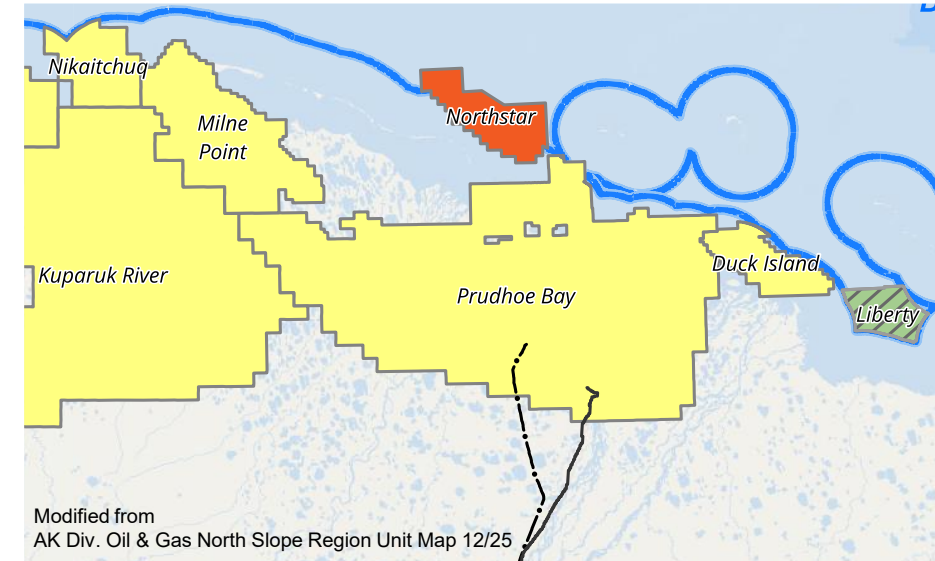 Nikaitchuq
Milne
Point
Northstar
Kuparuk River
Prudhoe Bay
Duck Island
Liberty
Modified from
AK Div. Oil & Gas North Slope Region Unit Map 12/25